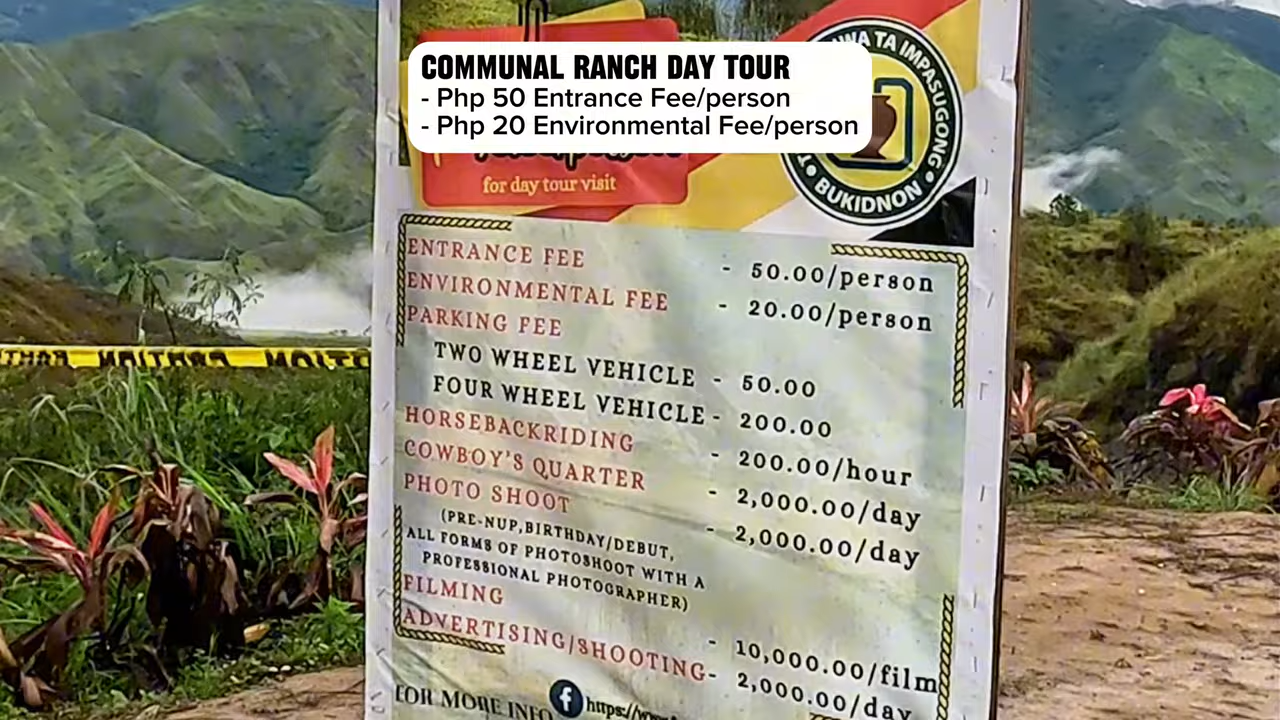 COMMUNAL RANCH DAY TOUR
- Php 50 Entrance Fee/person
- Php 20 Environmental Fee/person
TA IMPASUGONG
• BUKIDNON •
for day tour visit
ENTRANCE FEE - 50.00/person
ENVIRONMENTAL FEE - 20.00/person
PARKING FEE
TWO WHEEL VEHICLE - 50.00
FOUR WHEEL VEHICLE - 200.00
HORSEBACKRIDING - 200.00/hour
COWBOY'S QUARTER - 2,000.00/day
PHOTO SHOOT - 2,000.00/day
(PRE-NUP,BIRTHDAY/DEBUT,
ALL FORMS OF PHOTOSHOOT WITH A
PROFESSIONAL PHOTOGRAPHER)
FILMING - 10,000.00/film
ADVERTISING/SHOOTING- 2,000.00/day
FOR MORE INFO